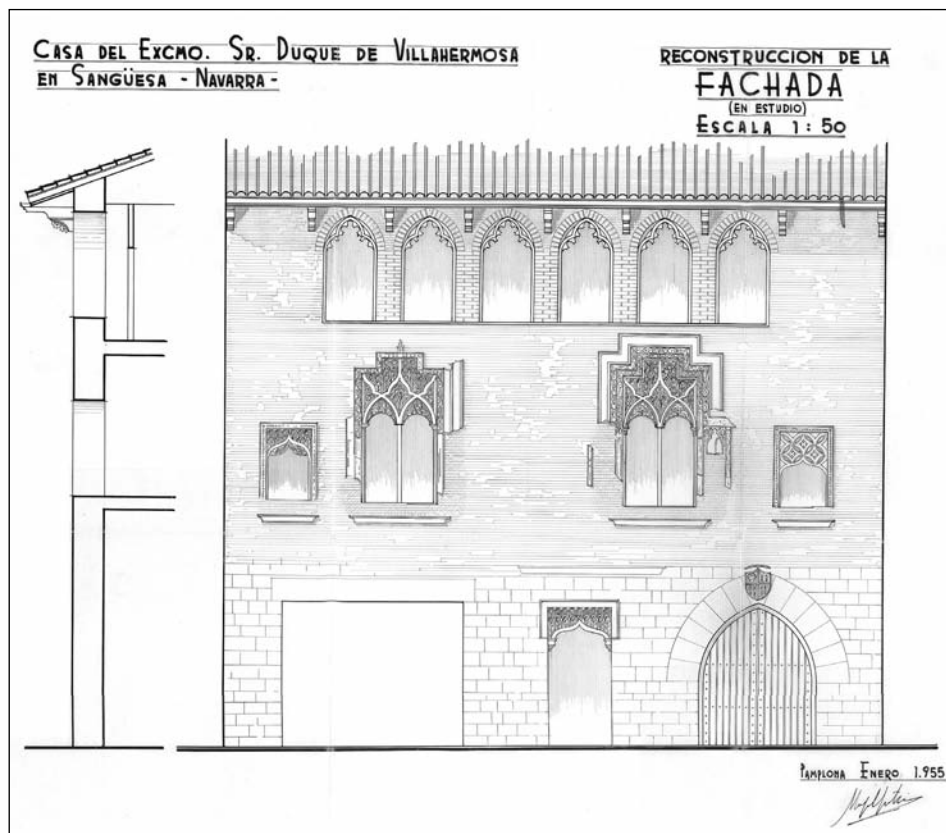 CASA DEL EXCMO. SR. DUQUE DE VILLAHERMOSA
EN SANGÜESA - NAVARRA -
RECONSTRUCCION DE LA
FACHADA
(EN ESTUDIO)
ESCALA 1:50
PAMPLONA ENERO 1.955